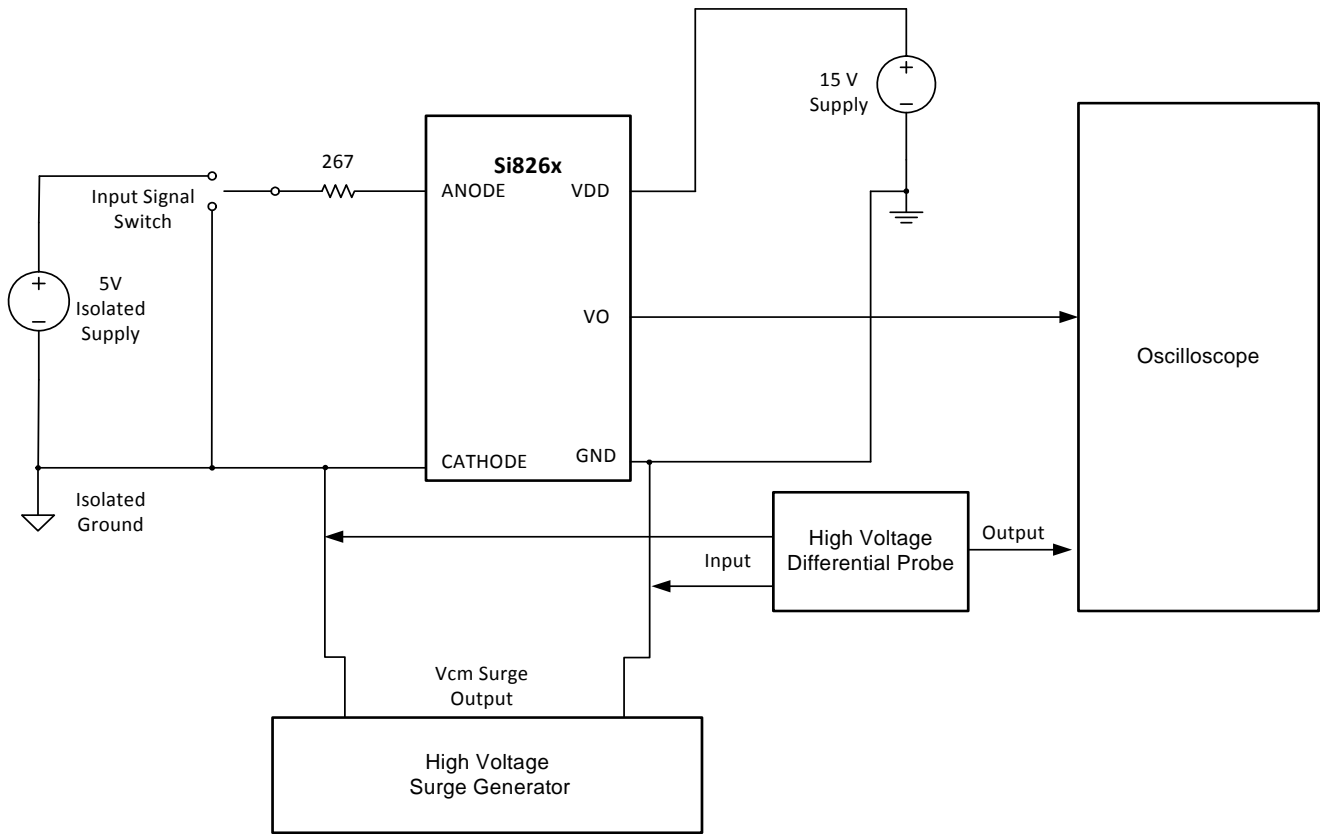 15 V
Supply
+
−
267
Si826x
ANODE
VDD
Input Signal
Switch
+
−
5V
Isolated
Supply
VO
Oscilloscope
CATHODE
GND
Isolated
Ground
High Voltage
Differential Probe
Output
Input
Vcm Surge
Output
High Voltage
Surge Generator